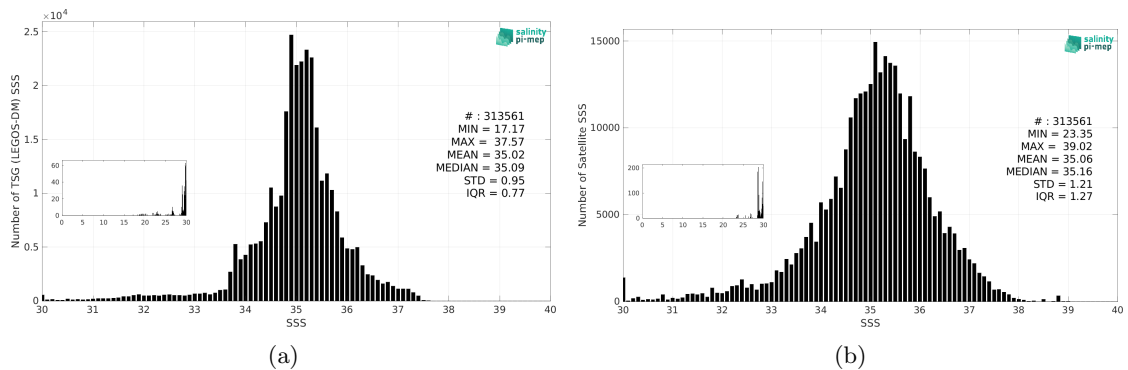 ×10⁴
2.5
2
1.5
1
0.5
0
Number of TSG (LEGOS-DM) SSS
salinity
pi-mep
# : 313561
MIN = 17.17
MAX = 37.57
MEAN = 35.02
MEDIAN = 35.09
STD = 0.95
IQR = 0.77
60
40
20
0
0 5 10 15 20 25 30
30 31 32 33 34 35 36 37 38 39 40
SSS
(a)
15000
10000
5000
0
Number of Satellite SSS
salinity
pi-mep
# : 313561
MIN = 23.35
MAX = 39.02
MEAN = 35.06
MEDIAN = 35.16
STD = 1.21
IQR = 1.27
200
100
0
0 5 10 15 20 25 30
30 31 32 33 34 35 36 37 38 39 40
SSS
(b)